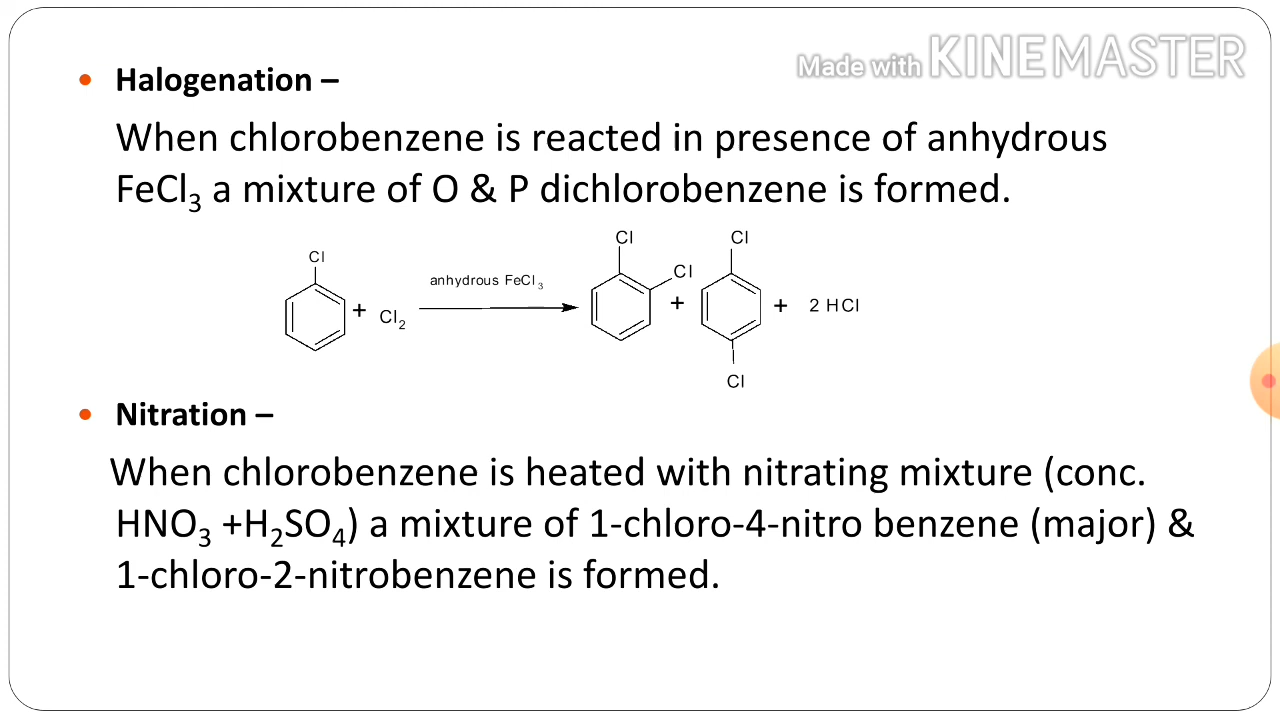 Made with KINEMASTER
Halogenation –
When chlorobenzene is reacted in presence of anhydrous
FeCl₃ a mixture of O & P dichlorobenzene is formed.
Cl
+ Cl₂
anhydrous FeCl₃
Cl
Cl
+
Cl
Cl
+ 2 HCl
Nitration –
When chlorobenzene is heated with nitrating mixture (conc.
HNO₃ +H₂SO₄) a mixture of 1-chloro-4-nitro benzene (major) &
1-chloro-2-nitrobenzene is formed.